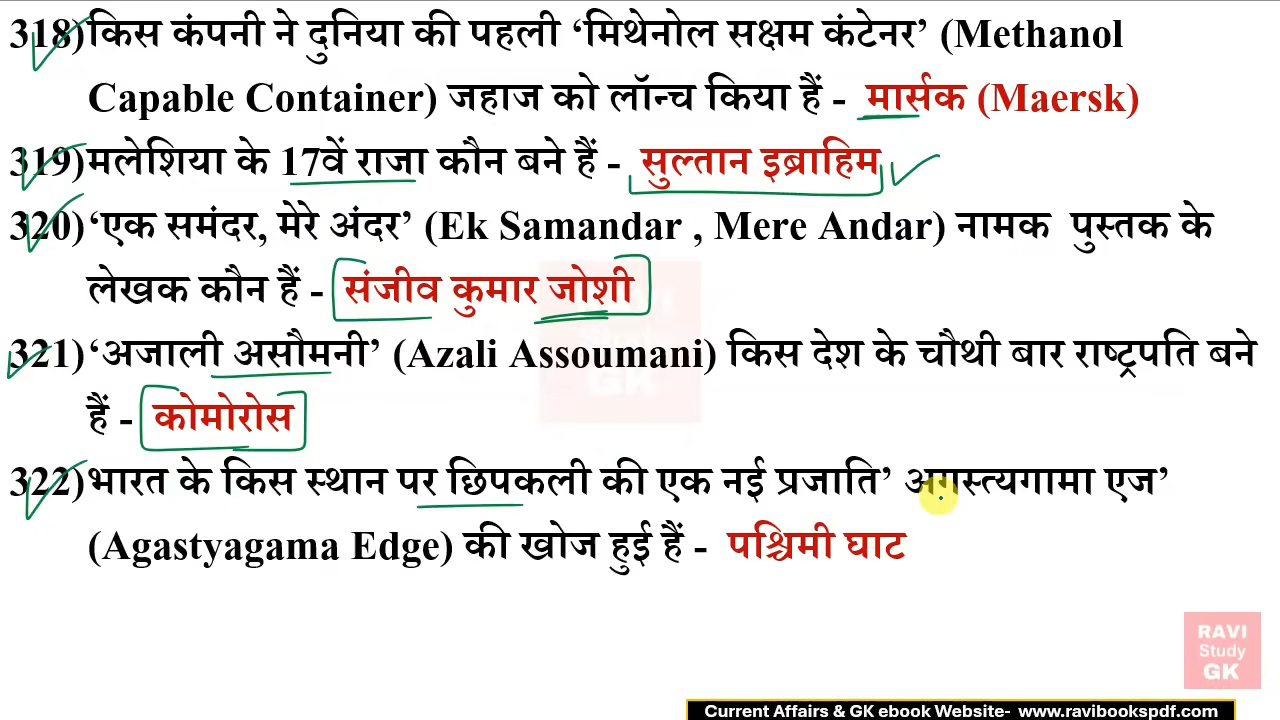 318)किस कंपनी ने दुनिया की पहली ‘मिथेनोल सक्षम कंटेनर’ (Methanol
Capable Container) जहाज को लॉन्च किया हैं - मार्सक (Maersk)
319)मलेशिया के 17वें राजा कौन बने हैं - सुल्तान इब्राहिम
320)‘एक समंदर, मेरे अंदर’ (Ek Samandar , Mere Andar) नामक पुस्तक के
लेखक कौन हैं - संजीव कुमार जोशी
321)‘अजाली असौमनी’ (Azali Assoumani) किस देश के चौथी बार राष्ट्रपति बने
हैं - कोमोरोस
322)भारत के किस स्थान पर छिपकली की एक नई प्रजाति’ अगस्त्यगामा एज’
(Agastyagama Edge) की खोज हुई हैं - पश्चिमी घाट
RAVI
Study
GK
RAVI
Study
GK
Current Affairs & GK ebook Website- www.ravibookspdf.com